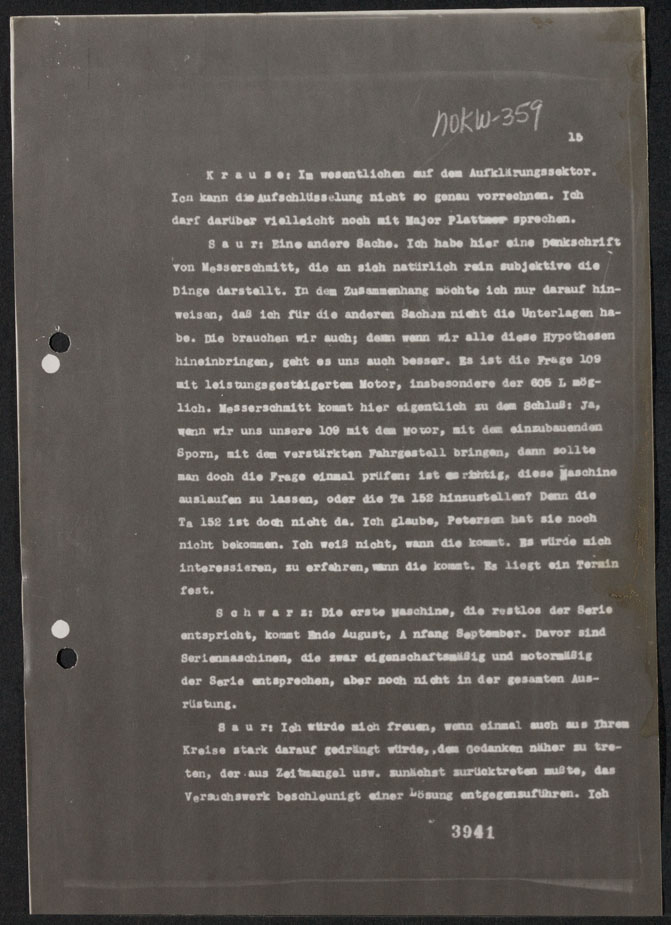 NOKW-359
15
K r a u s e: Im wesentlichen auf dem Aufklärungssektor.
Ich kann die Aufschlüsselung nicht so genau vorrechnen. Ich
darf darüber vielleicht noch mit Major Plattner sprechen.
S a u r: Eine andere Sache. Ich habe hier eine Denkschrift
von Messerschmitt, die an sich natürlich rein subjektive die
Dinge darstellt. In dem Zusammenhang möchte ich nur darauf hin-
weisen, daß ich für die anderen Sachen nicht die Unterlagen ha-
be. Die brauchen wir auch; denn wenn wir alle diese Hypothesen
hineinbringen, geht es uns auch besser. Es ist die Frage 109
mit leistungsgesteigertem Motor, insbesondere der 605 L mög-
lich. Messerschmitt kommt hier eigentlich zu dem Schluß: Ja,
wenn wir uns unsere 109 mit dem Motor, mit dem einzubauenden
Sporn, mit dem verstärkten Fahrgestell bringen, dann sollte
man doch die Frage einmal prüfen: ist es richtig, diese Maschine
auslaufen zu lassen, oder die Ta 152 hinzustellen? Denn die
Ta 152 ist doch nicht da. Ich glaube, Petersen hat sie noch
nicht bekommen. Ich weiß nicht, wann die kommt. Es würde mich
interessieren, zu erfahren, wann die kommt. Es liegt ein Termin
fest.
S c h w a r z: Die erste Maschine, die restlos der Serie
entspricht, kommt Ende August, A nfang September. Davor sind
Serienmaschinen, die zwar eigenschaftsmäßig und motormäßig
der Serie entsprechen, aber noch nicht in der gesamten Aus-
rüstung.
S a u r: Ich würde mich freuen, wenn einmal auch aus Ihrem
Kreise stark darauf gedrängt würde, dem Gedanken näher zu tre-
ten, der aus Zeitmangel usw. zunächst zurücktreten mußte, das
Versuchswerk beschleunigt einer Lösung entgegenzuführen. Ich
3941